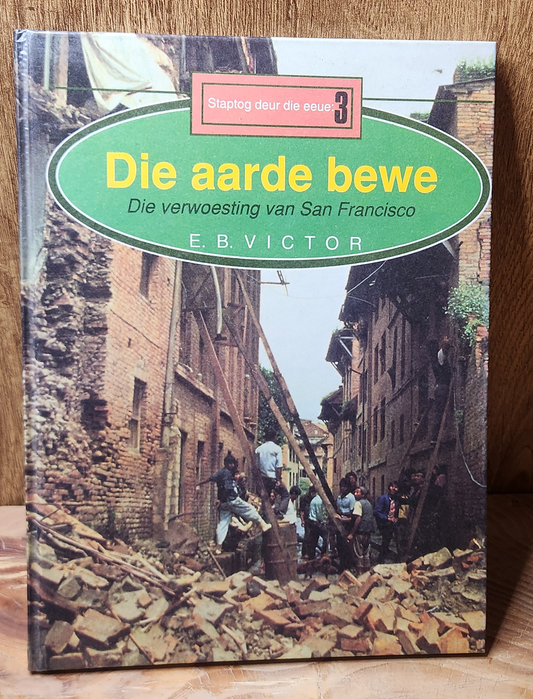 Staptog deur die eeue: 3
Die aarde bewe
Die verwoesting van San Francisco
E. B. VICTOR